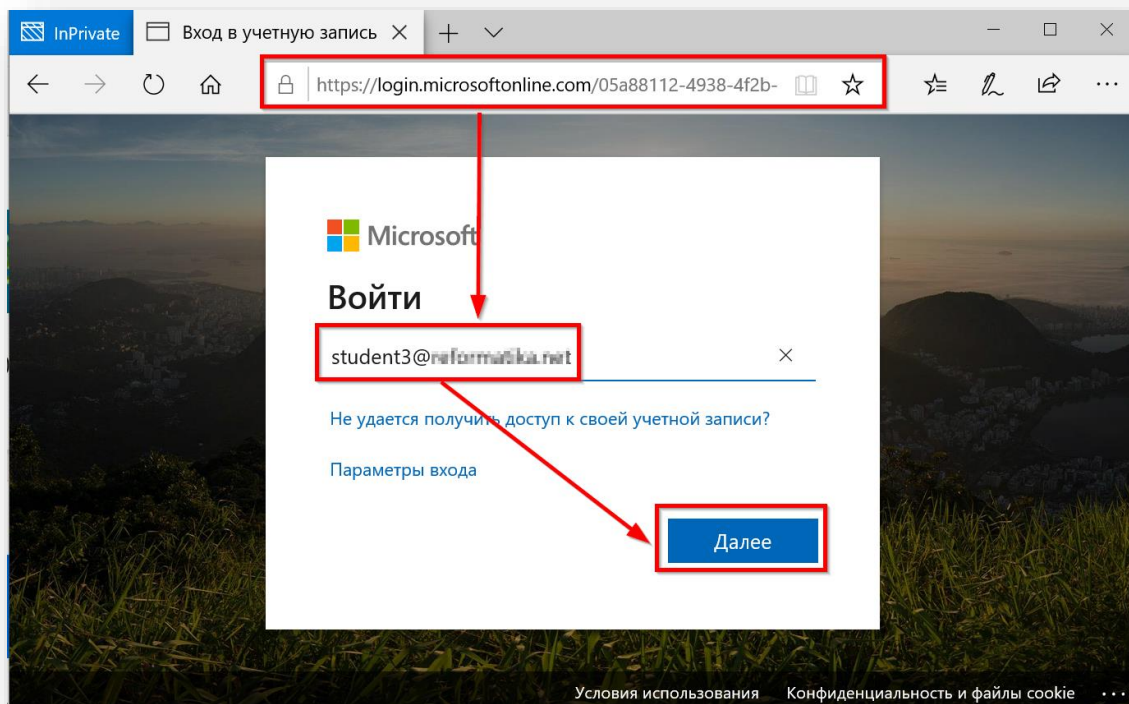 InPrivate
Вход в учетную запись
https://login.microsoftonline.com/05a88112-4938-4f2b-
Microsoft
Войти
student3@
Не удается получить доступ к своей учетной записи?
Параметры входа
Далее
Условия использования Конфиденциальность и файлы cookie